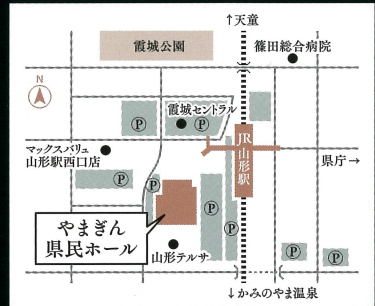 ↑天童
霞城公園
篠田総合病院
N
霞城セントラル
Ⓟ
Ⓟ
マックスバリュ
山形駅西口店
JR山形駅
県庁→
Ⓟ
Ⓟ
やまぎん
県民ホール
Ⓟ
Ⓟ
山形テルサ
Ⓟ
Ⓟ
↓かみのやま温泉